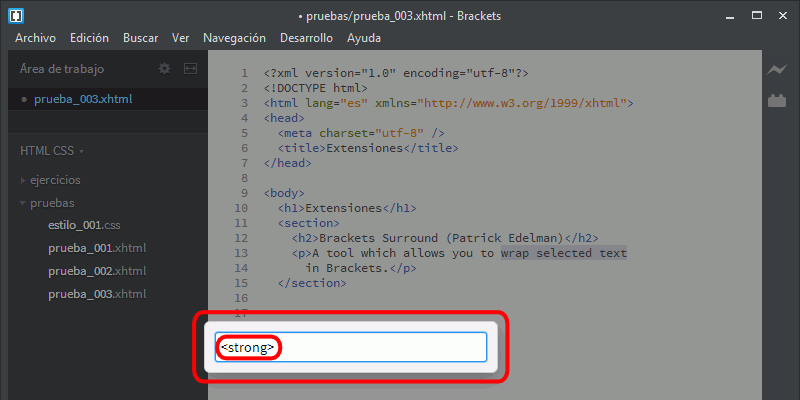 • pruebas/prueba_003.xhtml - Brackets
Archivo Edición Buscar Ver Navegación Desarrollo Ayuda
Área de trabajo
• prueba_003.xhtml
HTML CSS
ejercicios
pruebas
estilo_001.css
prueba_001.xhtml
prueba_002.xhtml
prueba_003.xhtml
1 <?xml version="1.0" encoding="utf-8"?>
2 <!DOCTYPE html>
3 <html lang="es" xmlns="http://www.w3.org/1999/xhtml">
4 <head>
5 <meta charset="utf-8" />
6 <title>Extensiones</title>
7 </head>
8
9 <body>
10 <h1>Extensiones</h1>
11 <section>
12 <h2>Brackets Surround (Patrick Edelman)</h2>
13 <p>A tool which allows you to wrap selected text
14 in Brackets.</p>
15 </section>
16
17
<strong>